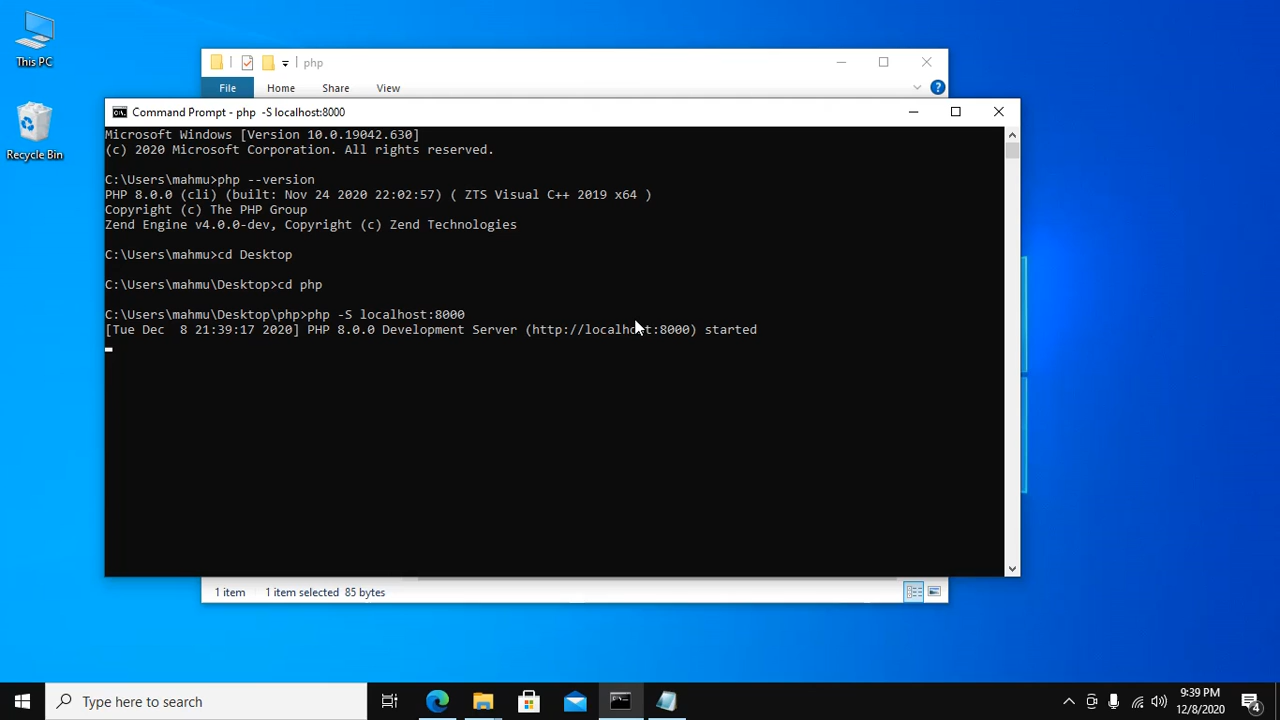 This PC
Recycle Bin
php
File Home Share View
Command Prompt - php -S localhost:8000
Microsoft Windows [Version 10.0.19042.630]
(c) 2020 Microsoft Corporation. All rights reserved.
C:\Users\mahmu>php --version
PHP 8.0.0 (cli) (built: Nov 24 2020 22:02:57) ( ZTS Visual C++ 2019 x64 )
Copyright (c) The PHP Group
Zend Engine v4.0.0-dev, Copyright (c) Zend Technologies
C:\Users\mahmu>cd Desktop
C:\Users\mahmu\Desktop>cd php
C:\Users\mahmu\Desktop\php>php -S localhost:8000
[Tue Dec  8 21:39:17 2020] PHP 8.0.0 Development Server (http://localhost:8000) started
1 item 1 item selected 85 bytes
Type here to search
9:39 PM
12/8/2020
4